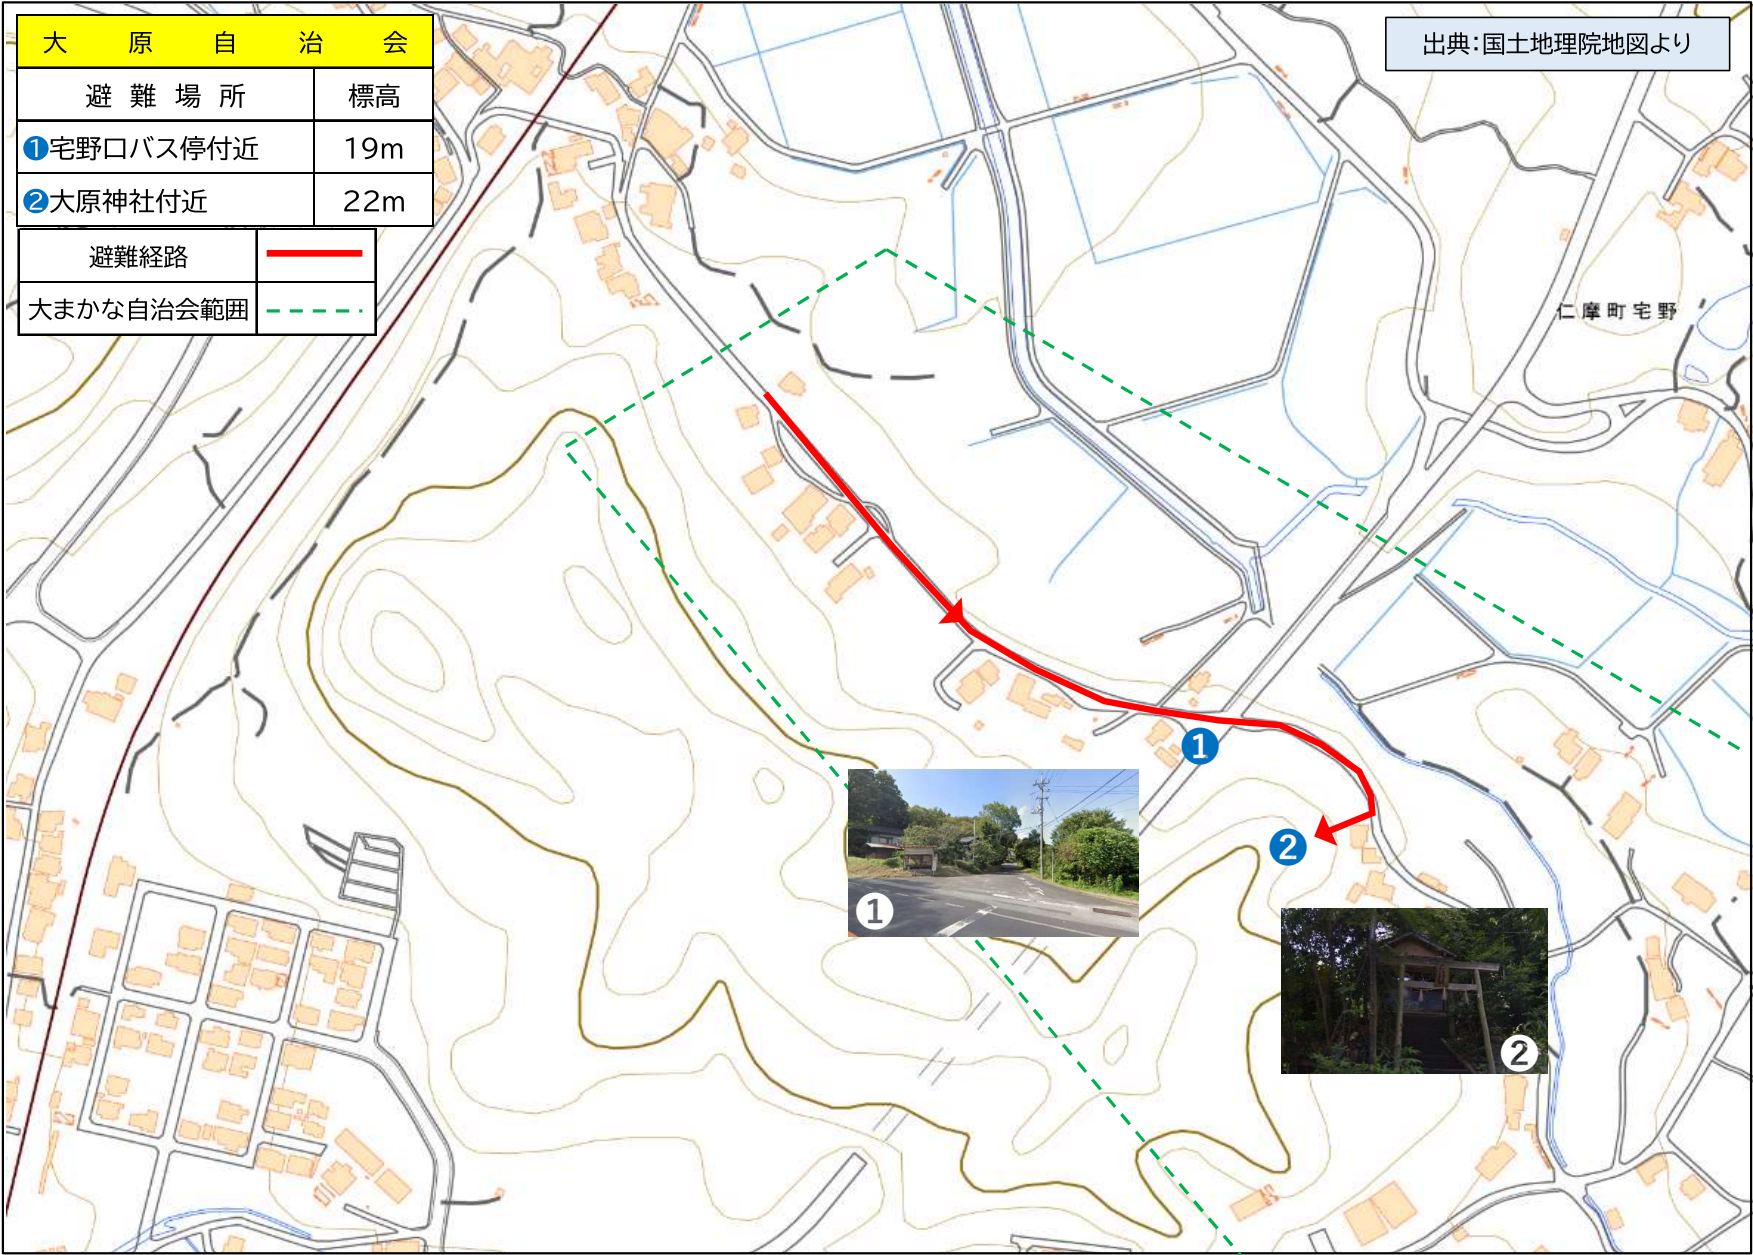 大原自治会
避難場所 標高
❶宅野口バス停付近 19m
❷大原神社付近 22m
避難経路
大まかな自治会範囲
出典：国土地理院地図より
仁摩町宅野
1
2
1
2